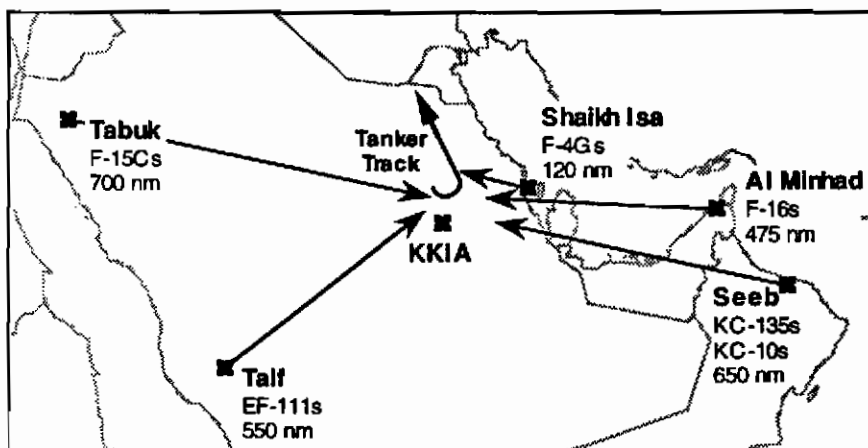 Tabuk
F-15Cs
700 nm
Tanker
Track
Shaikh Isa
F-4Gs
120 nm
Al Minhad
F-16s
475 nm
KKIA
Seeb
KC-135s
KC-10s
650 nm
Taif
EF-111s
550 nm